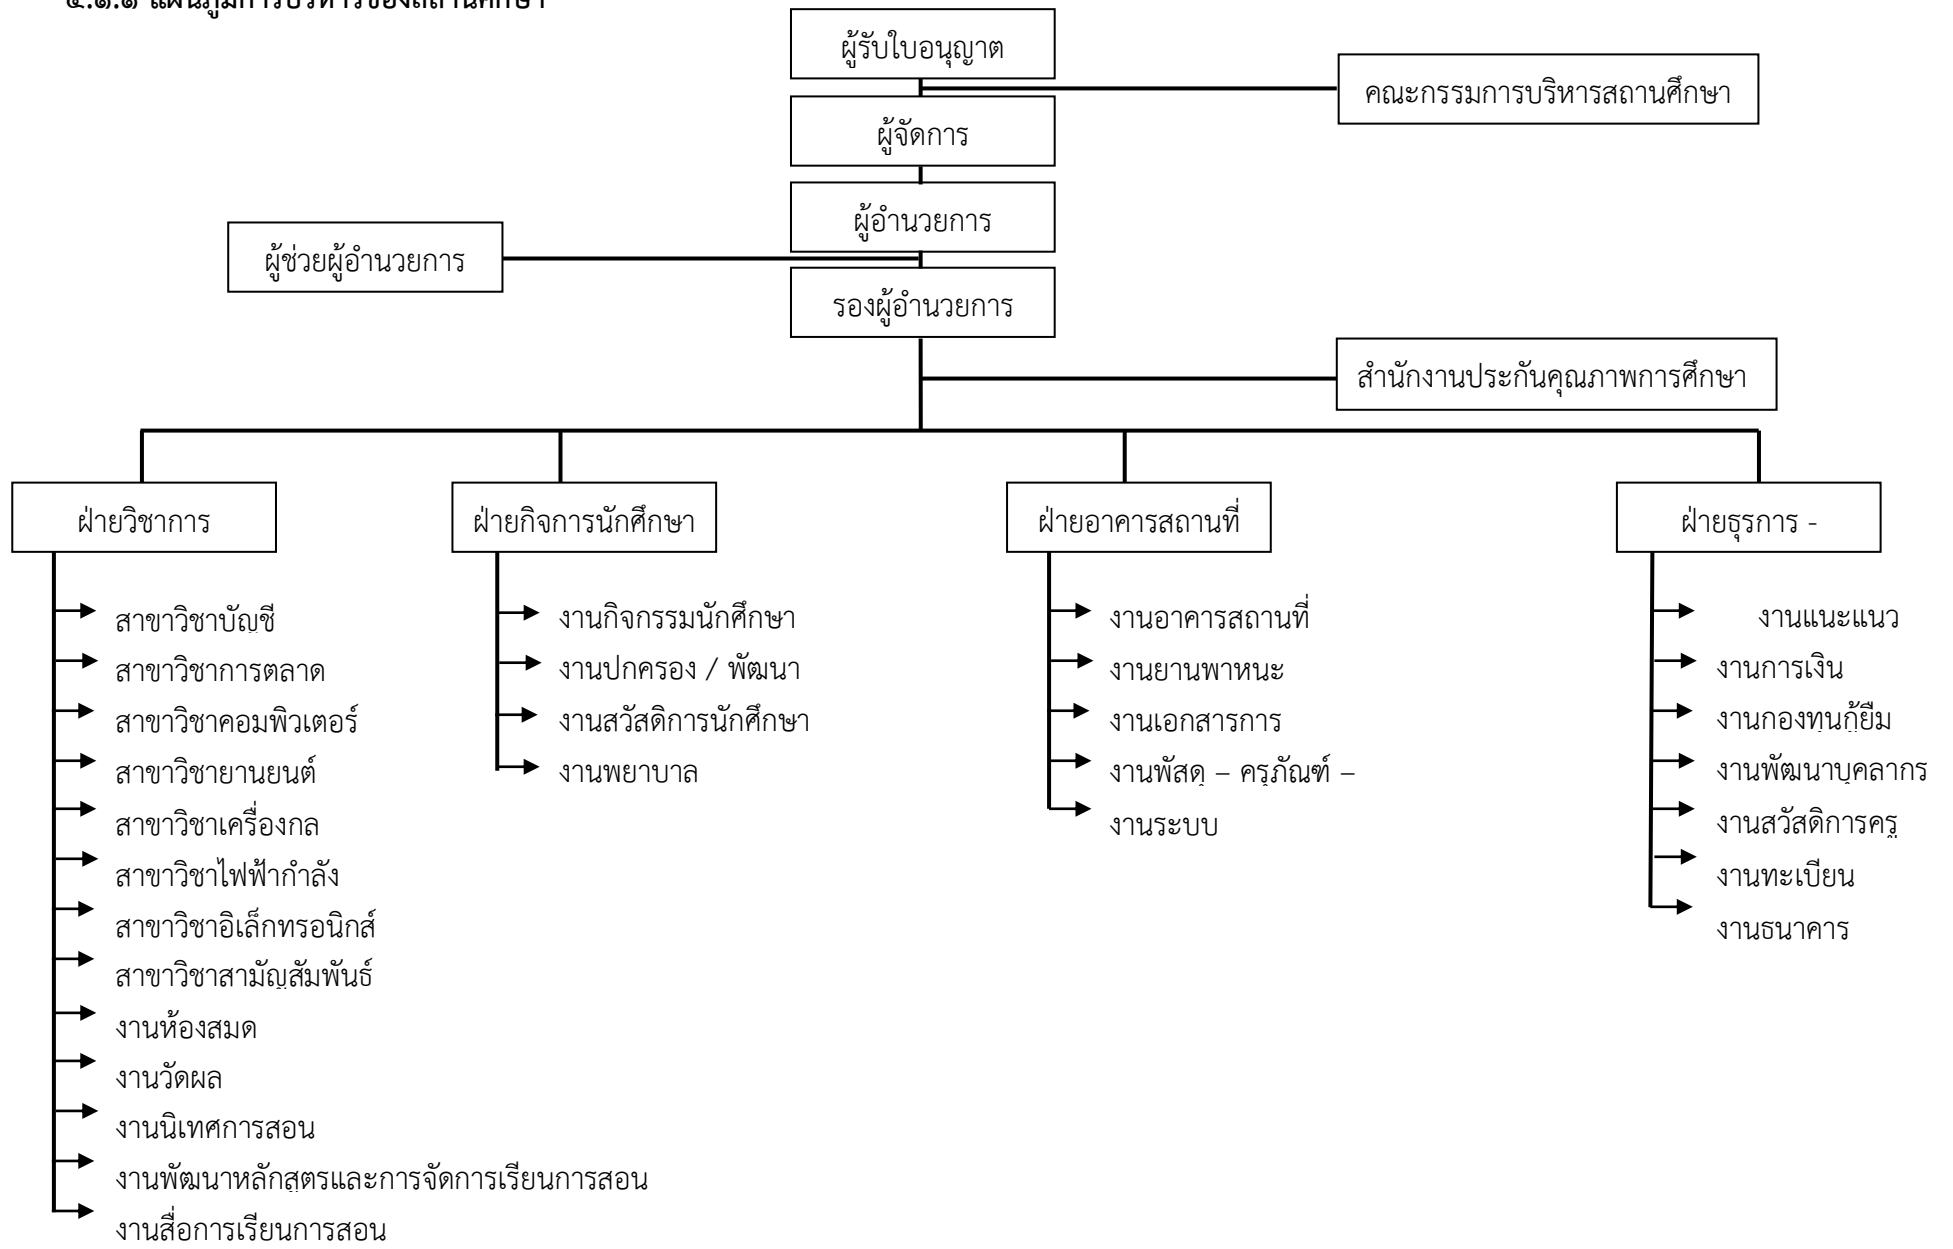 ๔.๑.๑ แผนภูมิการบริหารของสถานศึกษา
ผู้รับใบอนุญาต
คณะกรรมการบริหารสถานศึกษา
ผู้จัดการ
ผู้อำนวยการ
ผู้ช่วยผู้อำนวยการ
รองผู้อำนวยการ
สำนักงานประกันคุณภาพการศึกษา
ฝ่ายวิชาการ
สาขาวิชาบัญชี
สาขาวิชาการตลาด
สาขาวิชาคอมพิวเตอร์
สาขาวิชายานยนต์
สาขาวิชาเครื่องกล
สาขาวิชาไฟฟ้ากำลัง
สาขาวิชาอิเล็กทรอนิกส์
สาขาวิชาสามัญสัมพันธ์
งานห้องสมุด
งานวัดผล
งานนิเทศการสอน
งานพัฒนาหลักสูตรและการจัดการเรียนการสอน
งานสื่อการเรียนการสอน
ฝ่ายกิจการนักศึกษา
งานกิจกรรมนักศึกษา
งานปกครอง / พัฒนา
งานสวัสดิการนักศึกษา
งานพยาบาล
ฝ่ายอาคารสถานที่
งานอาคารสถานที่
งานยานพาหนะ
งานเอกสารการ
งานพัสดุ – ครุภัณฑ์ –
งานระบบ
ฝ่ายธุรการ -
งานแนะแนว
งานการเงิน
งานกองทุนกู้ยืม
งานพัฒนาบุคลากร
งานสวัสดิการครู
งานทะเบียน
งานธนาคาร